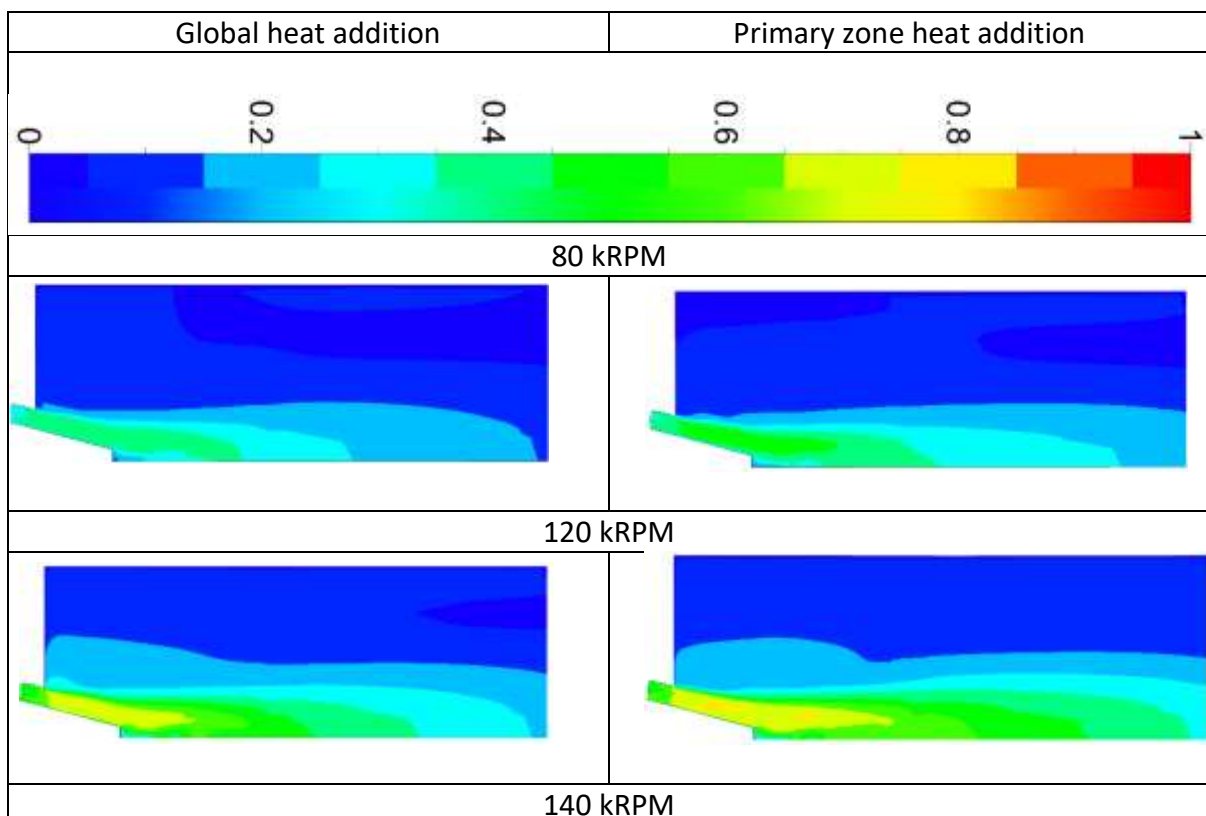 Global heat addition
Primary zone heat addition
0 0.2 0.4 0.6 0.8 1
80 kRPM
120 kRPM
140 kRPM